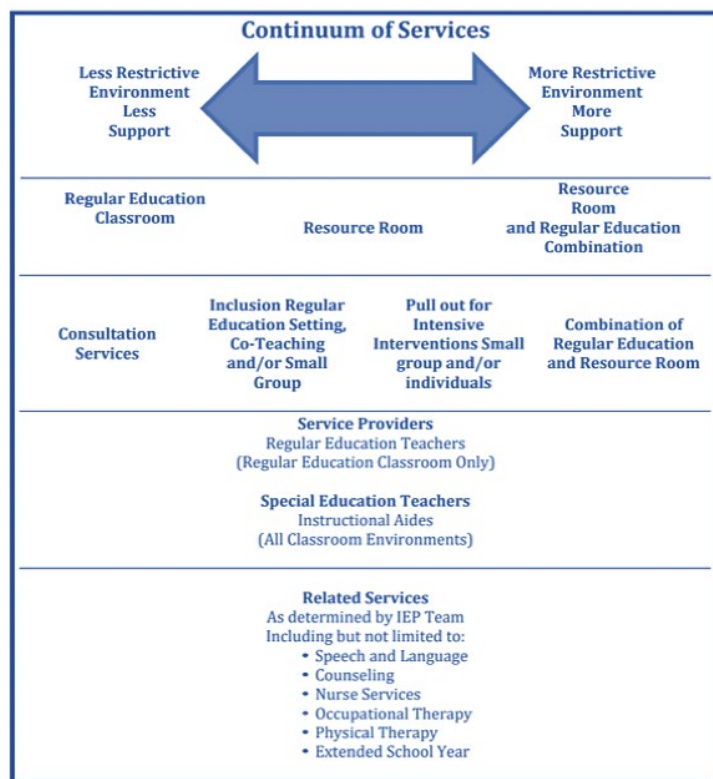 Continuum of Services
Less Restrictive
Environment
Less
Support
More Restrictive
Environment
More
Support
Regular Education
Classroom
Resource Room
Resource
Room
and Regular Education
Combination
Consultation
Services
Inclusion Regular
Education Setting,
Co-Teaching
and/or Small
Group
Pull out for
Intensive
Interventions Small
group and/or
individuals
Combination of
Regular Education
and Resource Room
Service Providers
Regular Education Teachers
(Regular Education Classroom Only)
Special Education Teachers
Instructional Aides
(All Classroom Environments)
Related Services
As determined by IEP Team
Including but not limited to:
• Speech and Language
• Counseling
• Nurse Services
• Occupational Therapy
• Physical Therapy
• Extended School Year